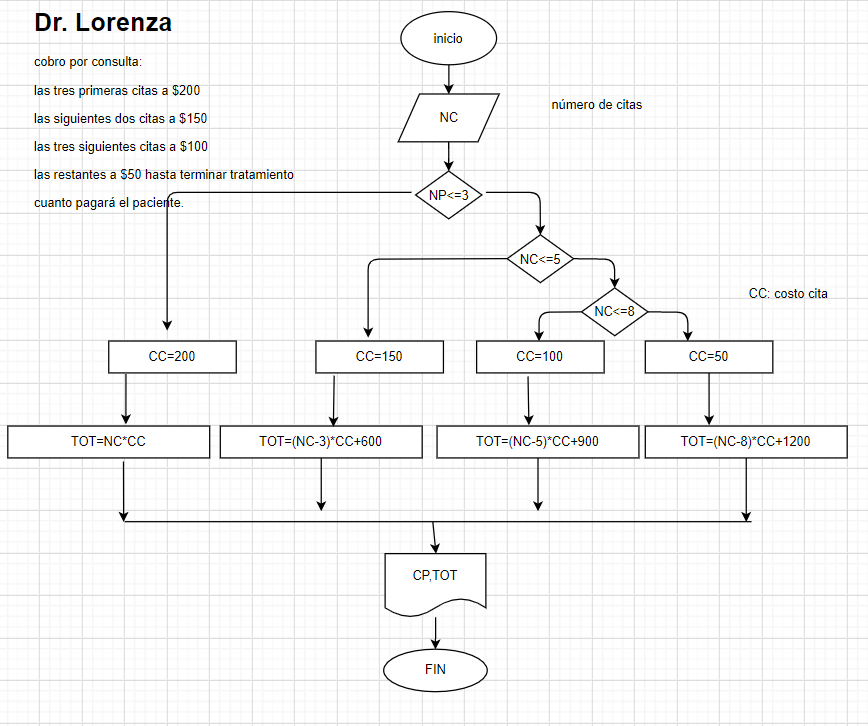 Dr. Lorenza
cobro por consulta:
las tres primeras citas a $200
las siguientes dos citas a $150
las tres siguientes citas a $100
las restantes a $50 hasta terminar tratamiento
cuanto pagará el paciente.
inicio
NC
número de citas
NP<=3
NC<=5
CC: costo cita
NC<=8
CC=200
CC=150
CC=100
CC=50
TOT=NC*CC
TOT=(NC-3)*CC+600
TOT=(NC-5)*CC+900
TOT=(NC-8)*CC+1200
CP,TOT
FIN